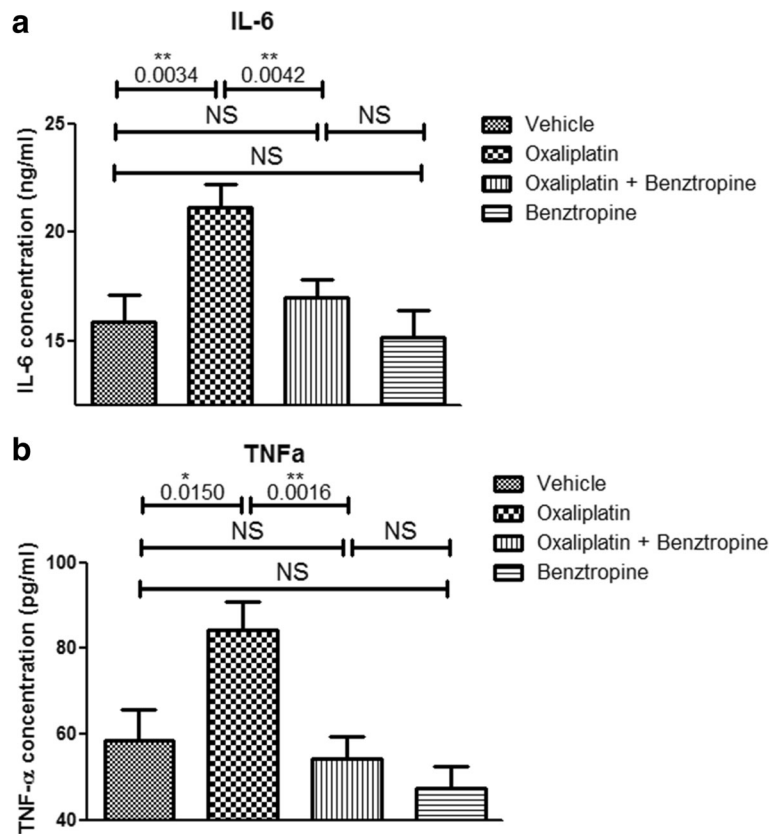 a
IL-6
** **
0.0034 0.0042
NS NS
NS
IL-6 concentration (ng/ml)
25
20
15
Vehicle
Oxaliplatin
Oxaliplatin + Benztropine
Benztropine
b
TNFa
* **
0.0150 0.0016
NS NS
NS
TNF-α concentration (pg/ml)
100
80
60
40
Vehicle
Oxaliplatin
Oxaliplatin + Benztropine
Benztropine